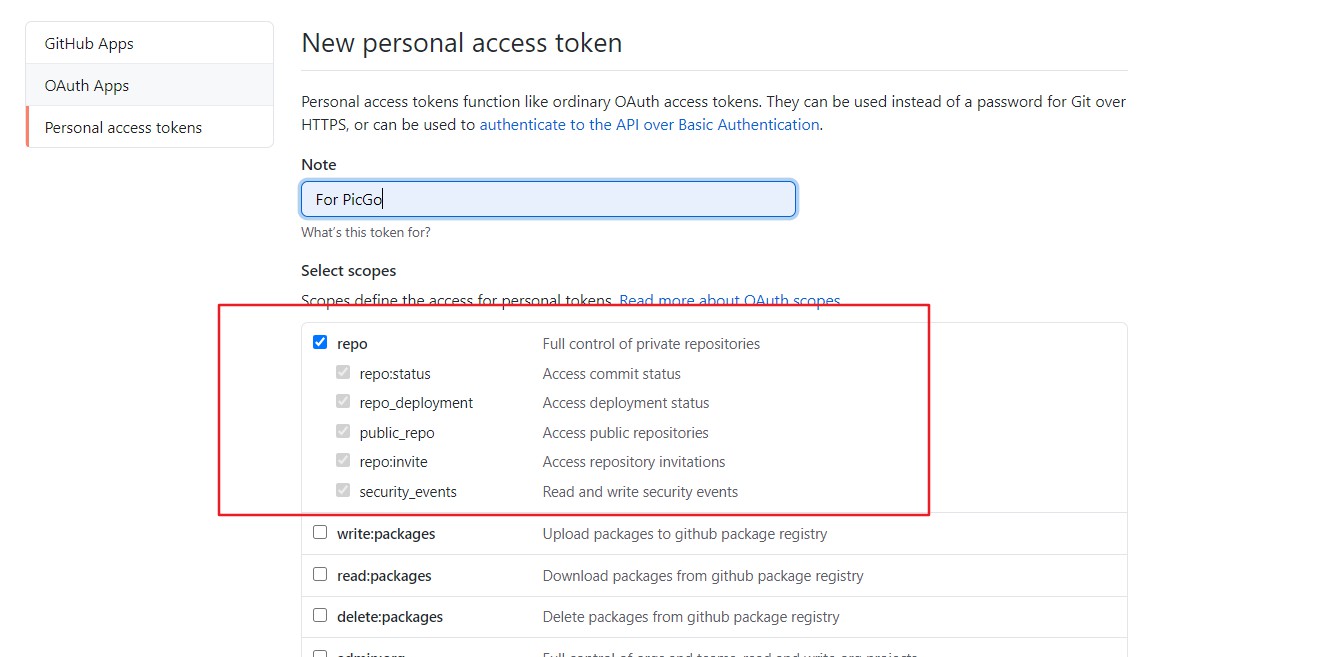 GitHub Apps
OAuth Apps
Personal access tokens
New personal access token
Personal access tokens function like ordinary OAuth access tokens. They can be used instead of a password for Git over
HTTPS, or can be used to authenticate to the API over Basic Authentication.
Note
For PicGo
What's this token for?
Select scopes
Scopes define the access for personal tokens. Read more about OAuth scopes.
repo Full control of private repositories
repo:status Access commit status
repo_deployment Access deployment status
public_repo Access public repositories
repo:invite Access repository invitations
security_events Read and write security events
write:packages Upload packages to github package registry
read:packages Download packages from github package registry
delete:packages Delete packages from github package registry
admin:org Full control of orgs and teams, read and write org projects